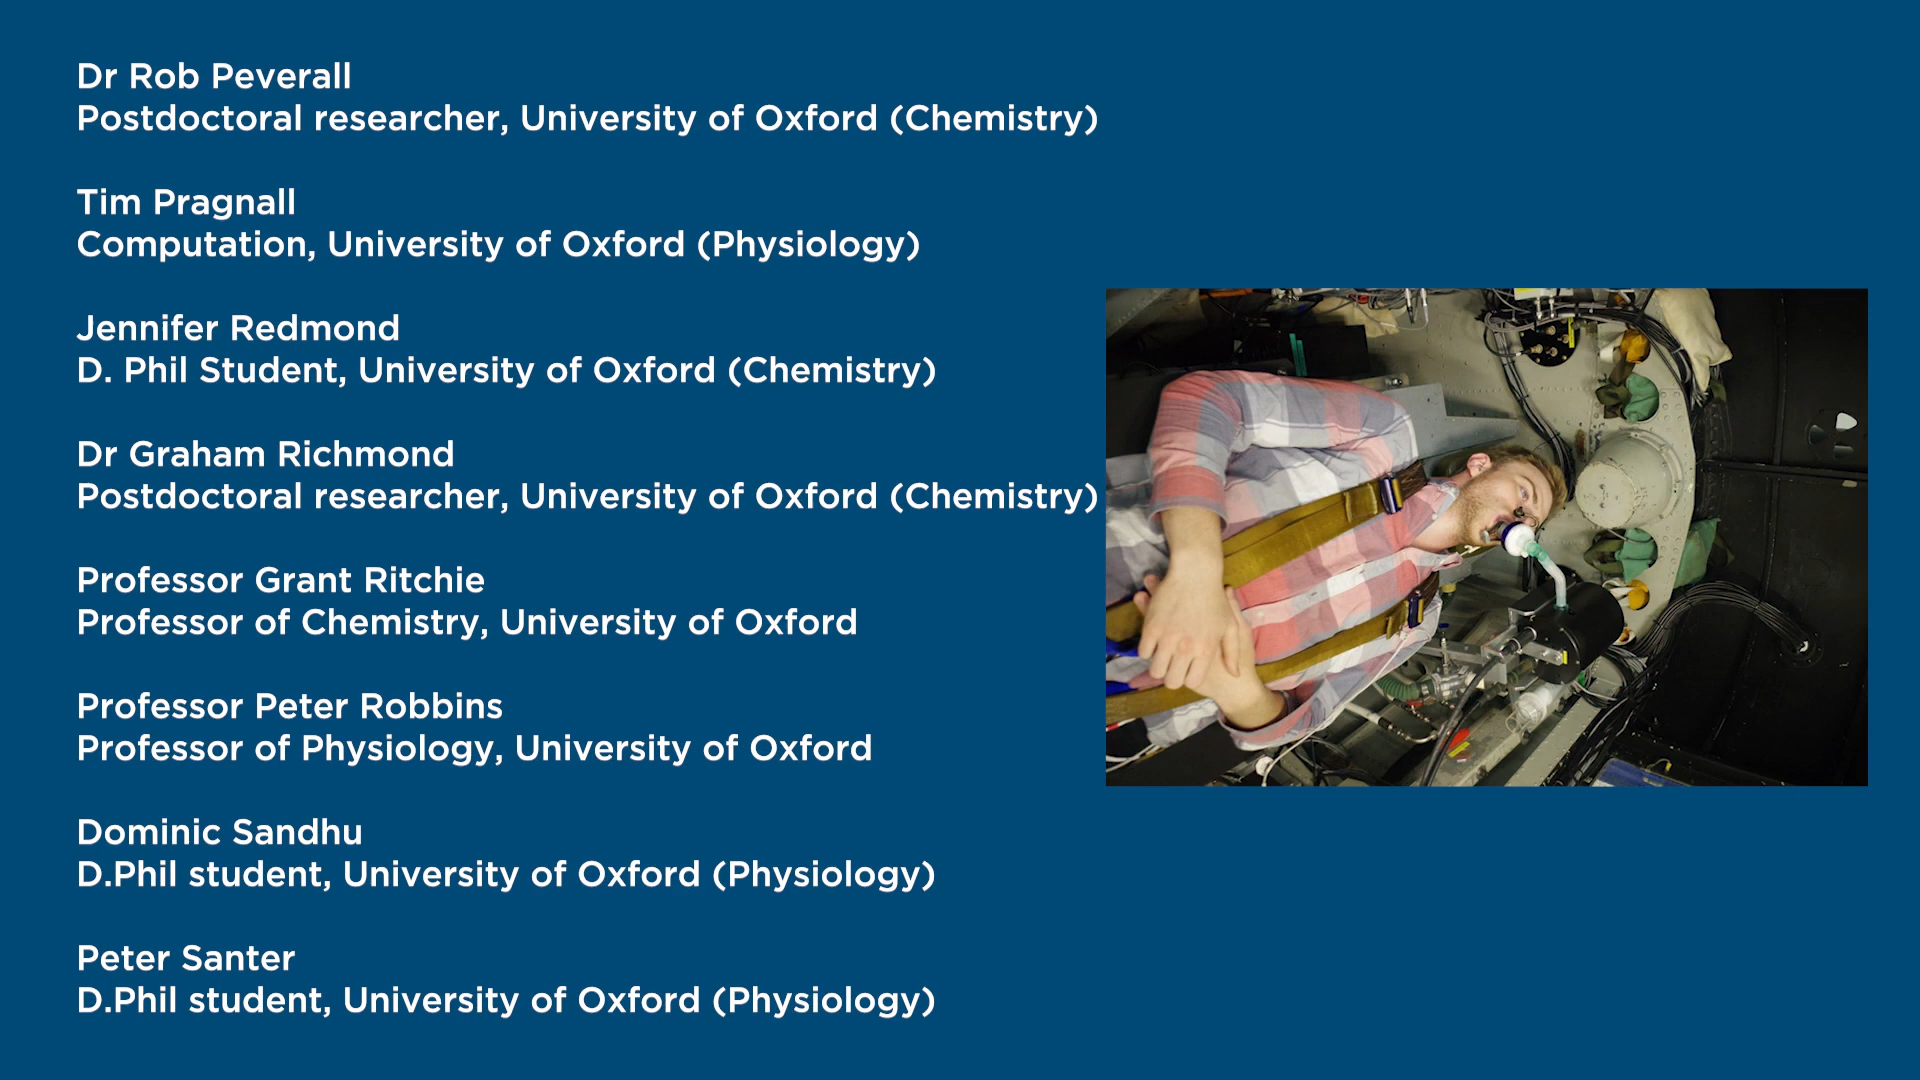 Dr Rob Peverall
Postdoctoral researcher, University of Oxford (Chemistry)
Tim Pragnall
Computation, University of Oxford (Physiology)
Jennifer Redmond
D. Phil Student, University of Oxford (Chemistry)
Dr Graham Richmond
Postdoctoral researcher, University of Oxford (Chemistry)
Professor Grant Ritchie
Professor of Chemistry, University of Oxford
Professor Peter Robbins
Professor of Physiology, University of Oxford
Dominic Sandhu
D.Phil student, University of Oxford (Physiology)
Peter Santer
D.Phil student, University of Oxford (Physiology)